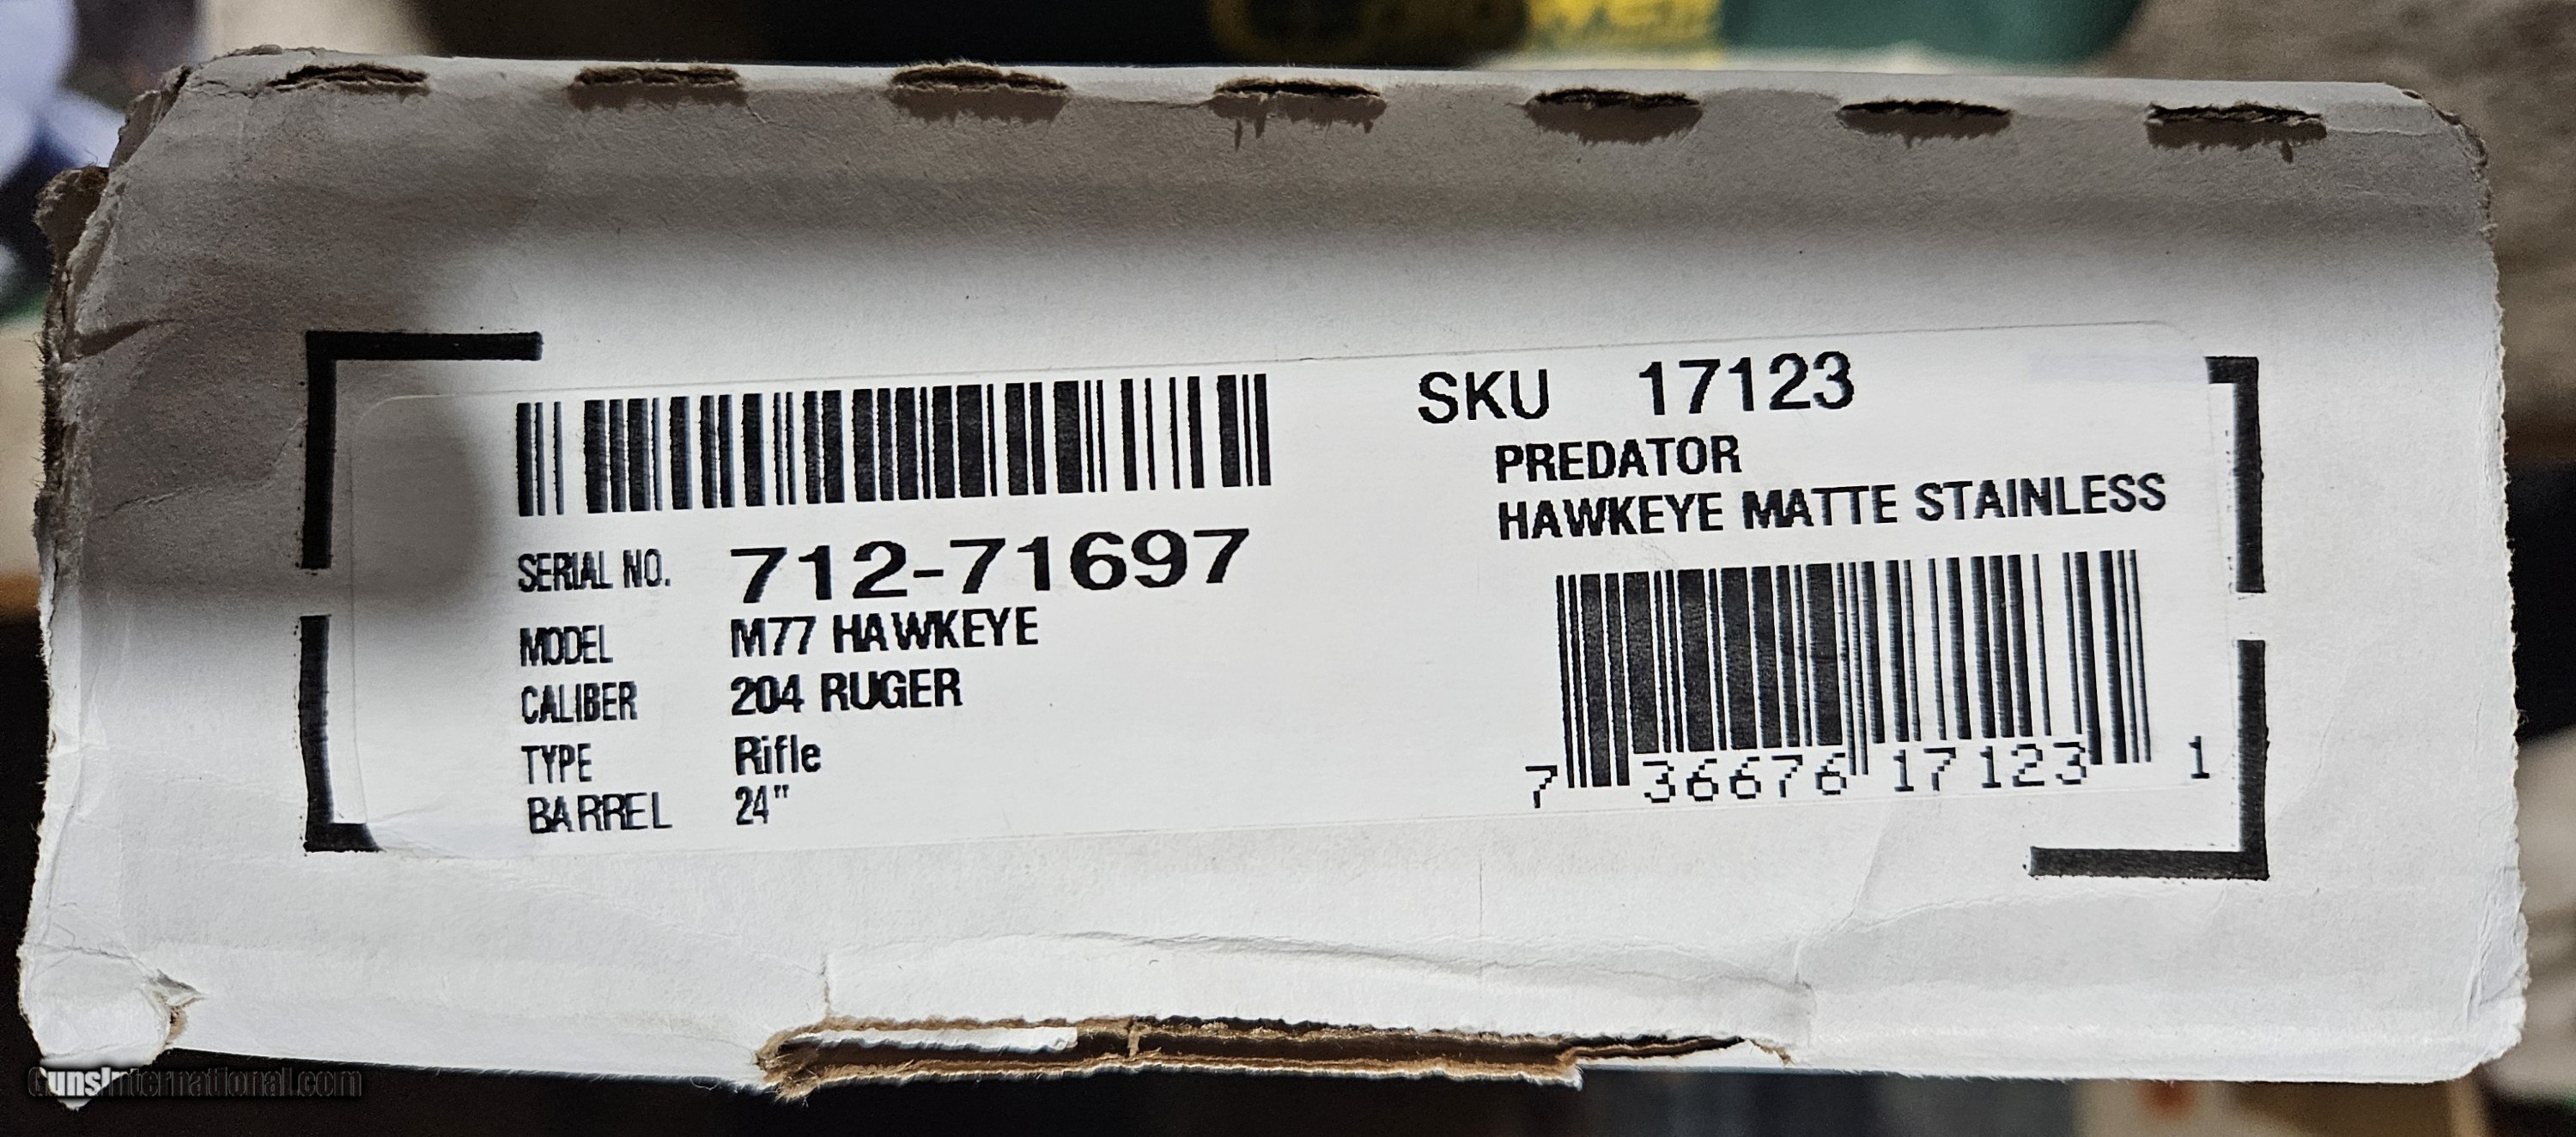 SERIAL NO. 712-71697
MODEL M77 HAWKEYE
CALIBER 204 RUGER
TYPE Rifle
BARREL 24"
SKU 17123
PREDATOR
HAWKEYE MATTE STAINLESS
7 36676 17123 1
GunsInternational.com